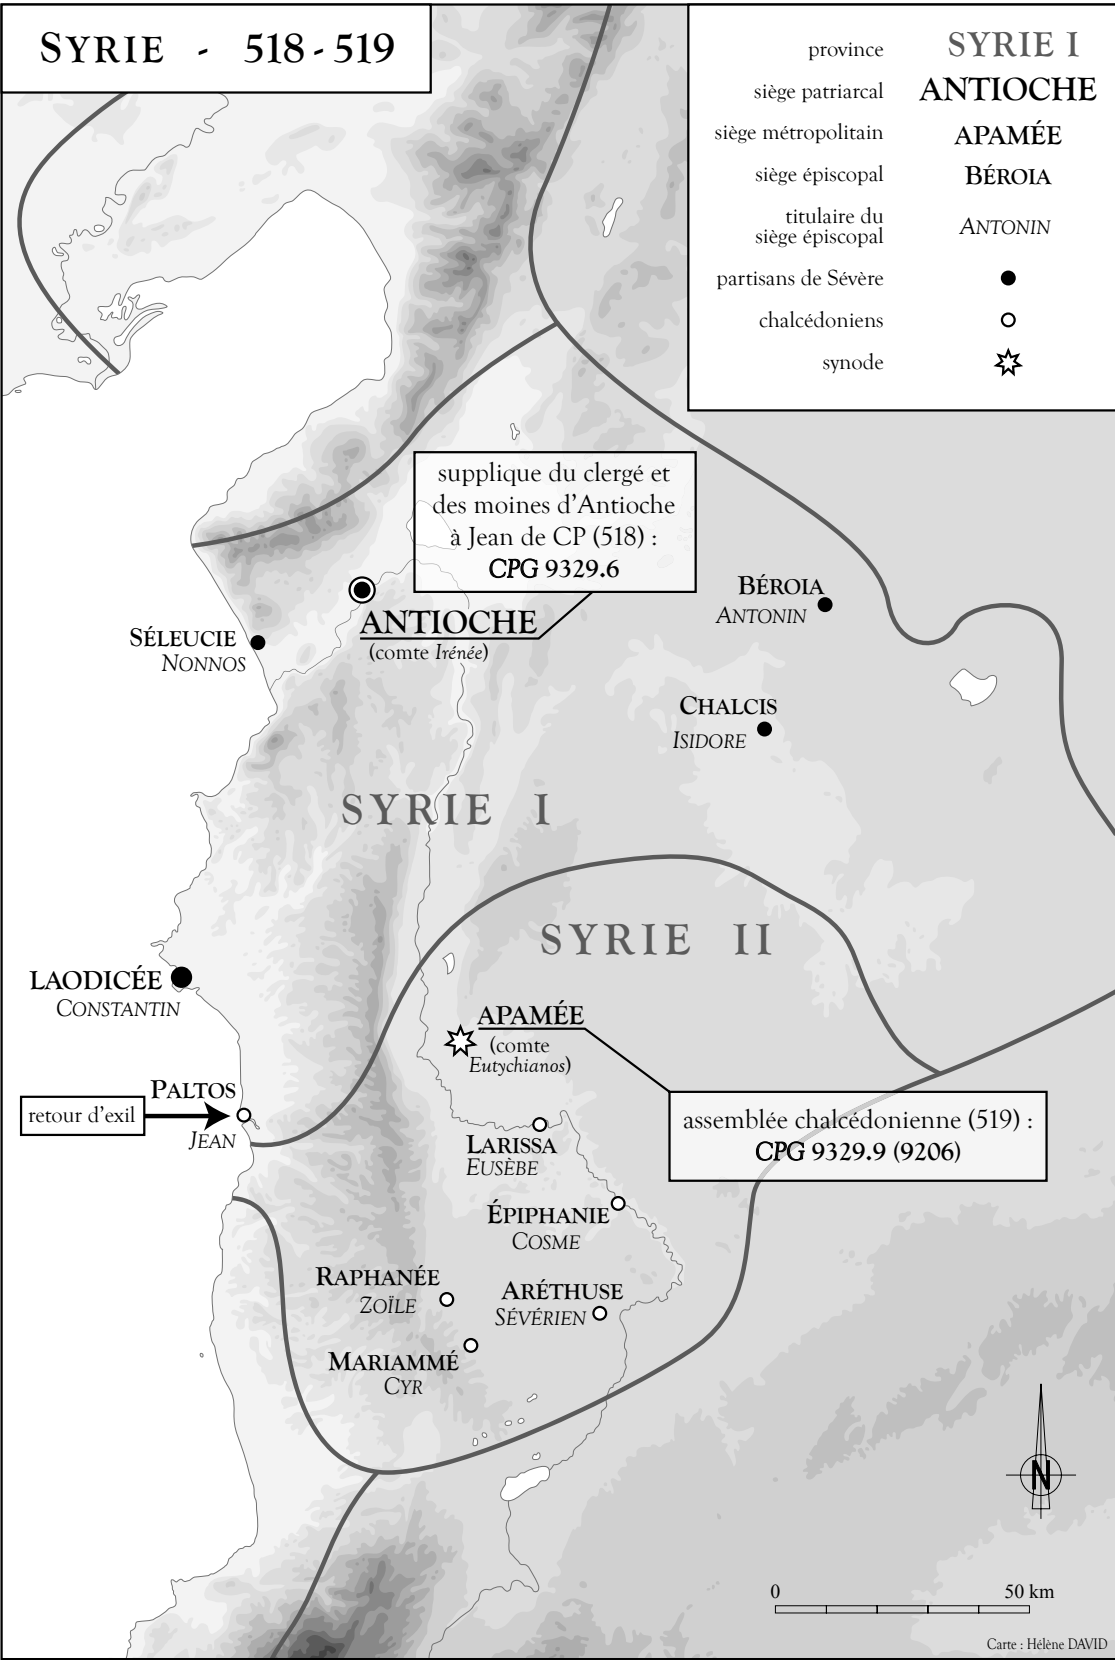 SYRIE - 518-519
province SYRIE I
siège patriarcal ANTIOCHE
siège métropolitain APAMÉE
siège épiscopal BÉROIA
titulaire du
siège épiscopal ANTONIN
partisans de Sévère
chalcédoniens
synode
supplique du clergé et
des moines d'Antioche
à Jean de CP (518) :
CPG 9329.6
ANTIOCHE
(comte Irénée)
SÉLEUCIE
NONNOS
BÉROIA
ANTONIN
CHALCIS
ISIDORE
SYRIE I
SYRIE II
LAODICÉE
CONSTANTIN
APAMÉE
(comte
Eutychianos)
PALTOS
retour d'exil
JEAN
assemblée chalcédonienne (519) :
CPG 9329.9 (9206)
LARISSA
EUSÈBE
ÉPIPHANIE
COSME
RAPHANÉE
ZOÏLE
ARÉTHUSE
SÉVÉRIEN
MARIAMMÉ
CYR
N
0 50 km
Carte : Hélène DAVID